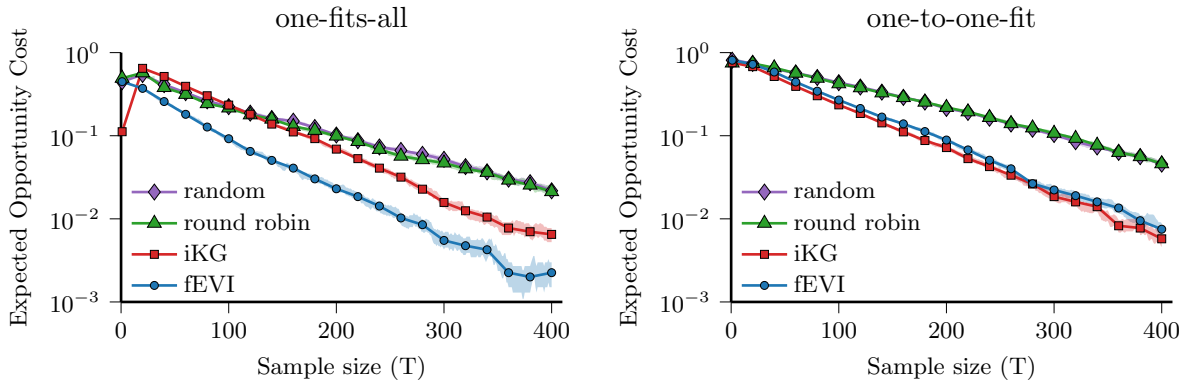 one-fits-all
Expected Opportunity Cost
10^0
10^{-1}
10^{-2}
10^{-3}
random
round robin
iKG
fEVI
0 100 200 300 400
Sample size (T)
one-to-one-fit
Expected Opportunity Cost
10^0
10^{-1}
10^{-2}
10^{-3}
random
round robin
iKG
fEVI
0 100 200 300 400
Sample size (T)